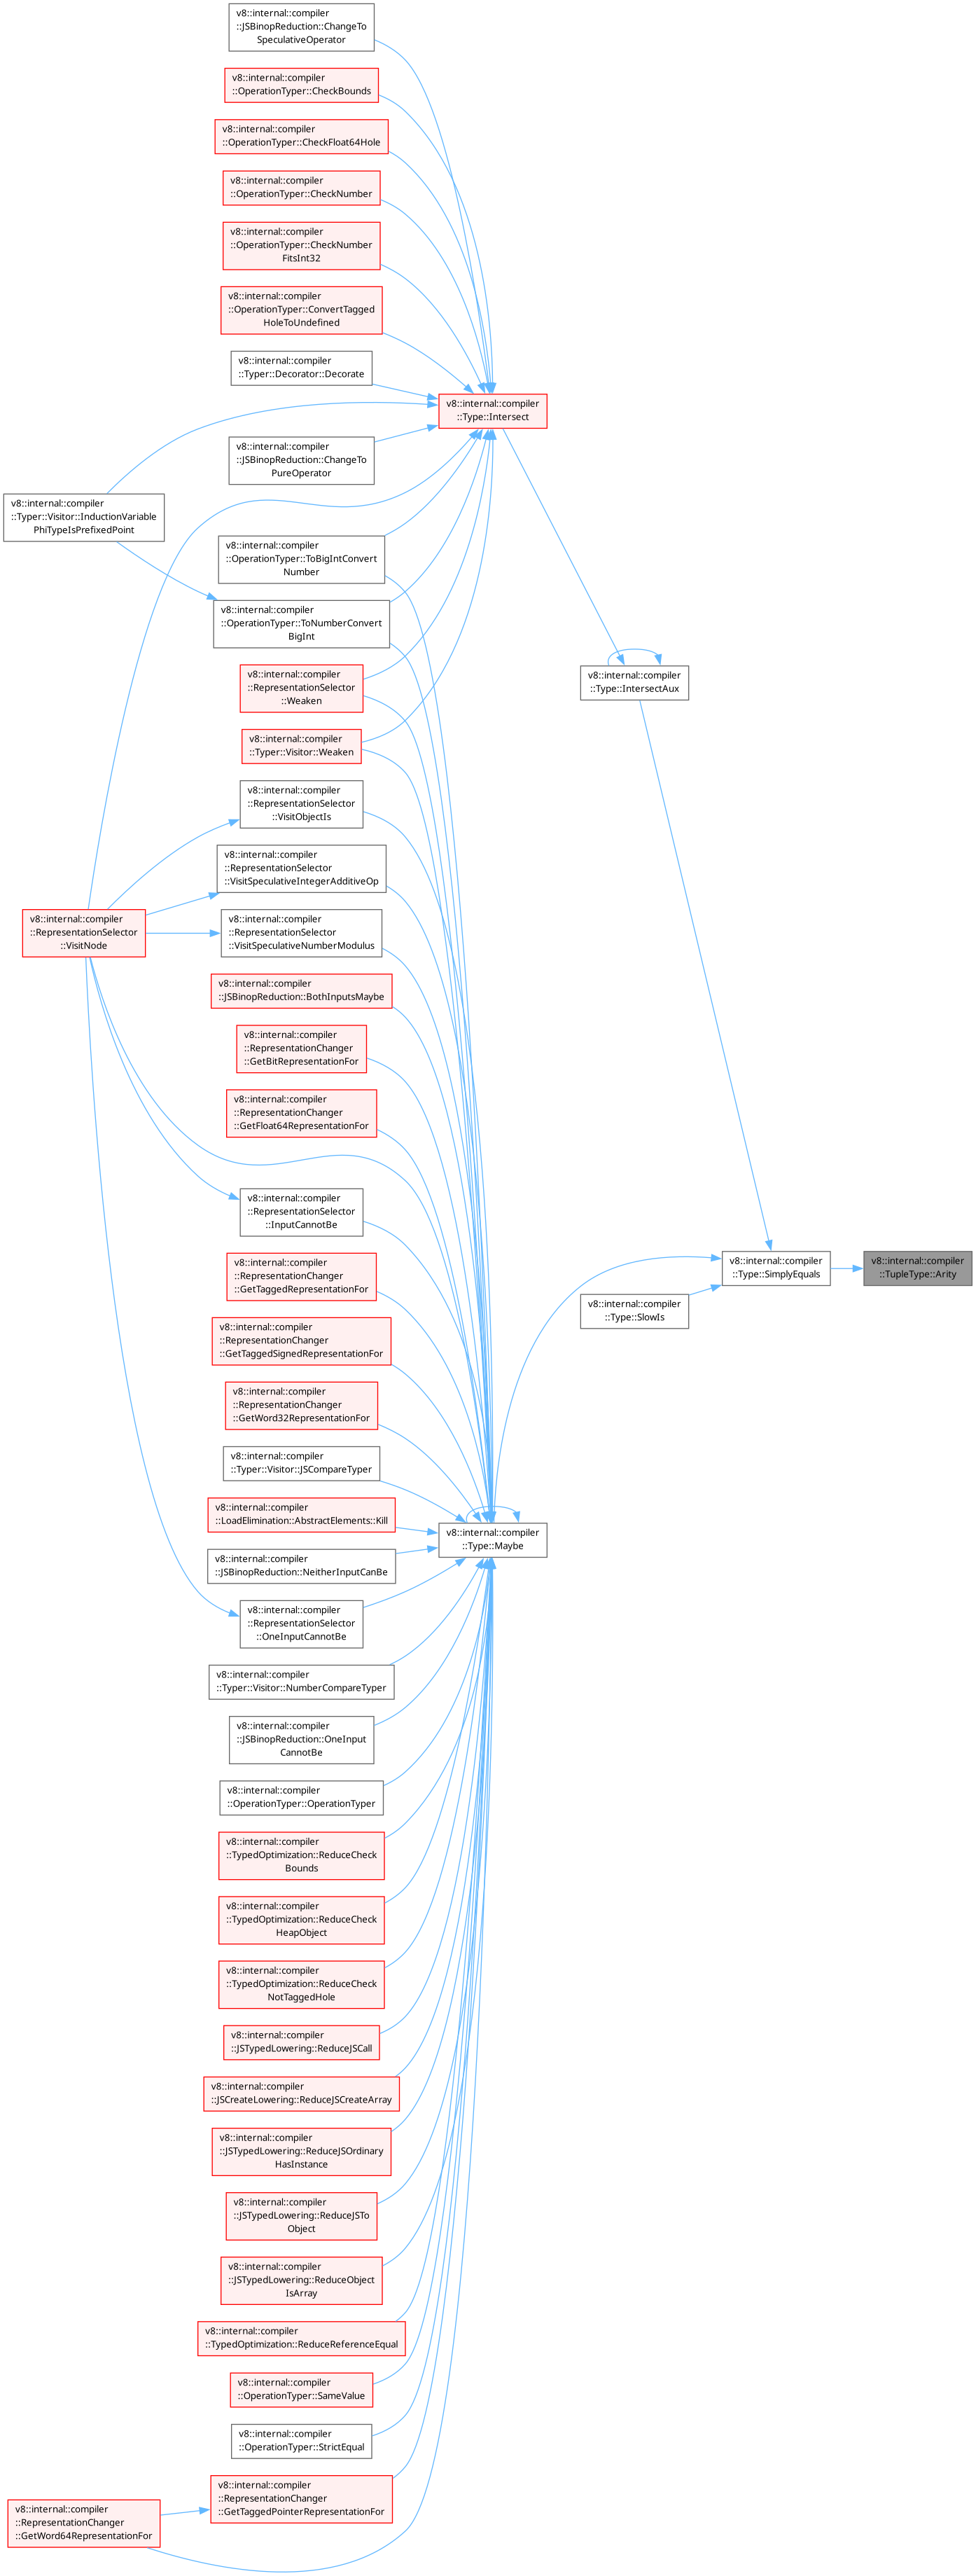 v8::internal::compiler
::JSBinopReduction::ChangeTo
SpeculativeOperator
v8::internal::compiler
::OperationTyper::CheckBounds
v8::internal::compiler
::OperationTyper::CheckFloat64Hole
v8::internal::compiler
::OperationTyper::CheckNumber
v8::internal::compiler
::OperationTyper::CheckNumber
FitsInt32
v8::internal::compiler
::OperationTyper::ConvertTagged
HoleToUndefined
v8::internal::compiler
::Typer::Decorator::Decorate
v8::internal::compiler
::Type::Intersect
v8::internal::compiler
::JSBinopReduction::ChangeTo
PureOperator
v8::internal::compiler
::Typer::Visitor::InductionVariable
PhiTypeIsPrefixedPoint
v8::internal::compiler
::OperationTyper::ToBigIntConvert
Number
v8::internal::compiler
::OperationTyper::ToNumberConvert
BigInt
v8::internal::compiler
::RepresentationSelector
::Weaken
v8::internal::compiler
::Type::IntersectAux
v8::internal::compiler
::Typer::Visitor::Weaken
v8::internal::compiler
::RepresentationSelector
::VisitObjectIs
v8::internal::compiler
::RepresentationSelector
::VisitSpeculativeIntegerAdditiveOp
v8::internal::compiler
::RepresentationSelector
::VisitNode
v8::internal::compiler
::RepresentationSelector
::VisitSpeculativeNumberModulus
v8::internal::compiler
::JSBinopReduction::BothInputsMaybe
v8::internal::compiler
::RepresentationChanger
::GetBitRepresentationFor
v8::internal::compiler
::RepresentationChanger
::GetFloat64RepresentationFor
v8::internal::compiler
::RepresentationSelector
::InputCannotBe
v8::internal::compiler
::RepresentationChanger
::GetTaggedRepresentationFor
v8::internal::compiler
::Type::SimplyEquals
v8::internal::compiler
::TupleType::Arity
v8::internal::compiler
::Type::SlowIs
v8::internal::compiler
::RepresentationChanger
::GetTaggedSignedRepresentationFor
v8::internal::compiler
::RepresentationChanger
::GetWord32RepresentationFor
v8::internal::compiler
::Typer::Visitor::JSCompareTyper
v8::internal::compiler
::LoadElimination::AbstractElements::Kill
v8::internal::compiler
::Type::Maybe
v8::internal::compiler
::JSBinopReduction::NeitherInputCanBe
v8::internal::compiler
::RepresentationSelector
::OneInputCannotBe
v8::internal::compiler
::Typer::Visitor::NumberCompareTyper
v8::internal::compiler
::JSBinopReduction::OneInput
CannotBe
v8::internal::compiler
::OperationTyper::OperationTyper
v8::internal::compiler
::TypedOptimization::ReduceCheck
Bounds
v8::internal::compiler
::TypedOptimization::ReduceCheck
HeapObject
v8::internal::compiler
::TypedOptimization::ReduceCheck
NotTaggedHole
v8::internal::compiler
::JSTypedLowering::ReduceJSCall
v8::internal::compiler
::JSCreateLowering::ReduceJSCreateArray
v8::internal::compiler
::JSTypedLowering::ReduceJSOrdinary
HasInstance
v8::internal::compiler
::JSTypedLowering::ReduceJSTo
Object
v8::internal::compiler
::JSTypedLowering::ReduceObject
IsArray
v8::internal::compiler
::TypedOptimization::ReduceReferenceEqual
v8::internal::compiler
::OperationTyper::SameValue
v8::internal::compiler
::OperationTyper::StrictEqual
v8::internal::compiler
::RepresentationChanger
::GetTaggedPointerRepresentationFor
v8::internal::compiler
::RepresentationChanger
::GetWord64RepresentationFor